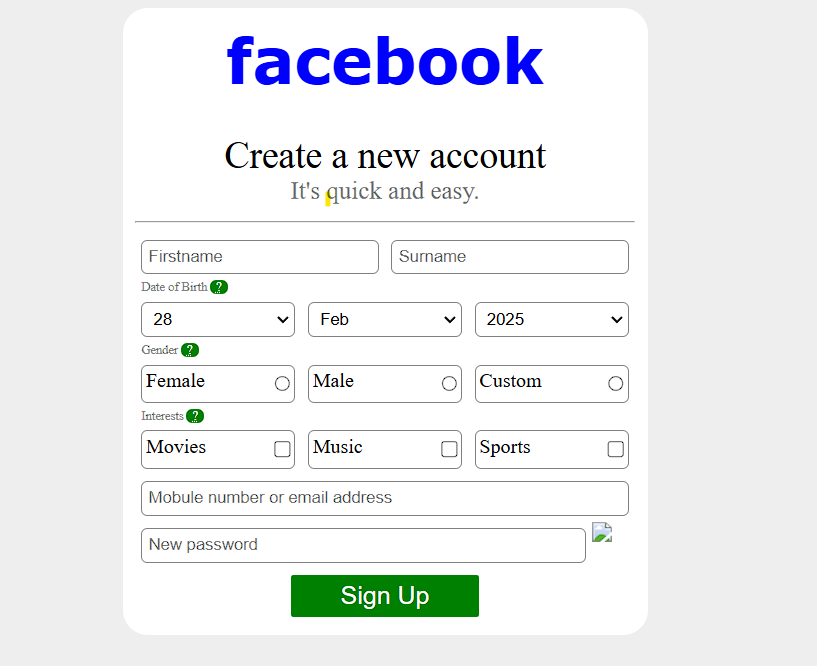 facebook
Create a new account
It's quick and easy.
Firstname Surname
Date of Birth ?
28 Feb 2025
Gender ?
Female Male Custom
Interests ?
Movies Music Sports
Mobule number or email address
New password
Sign Up